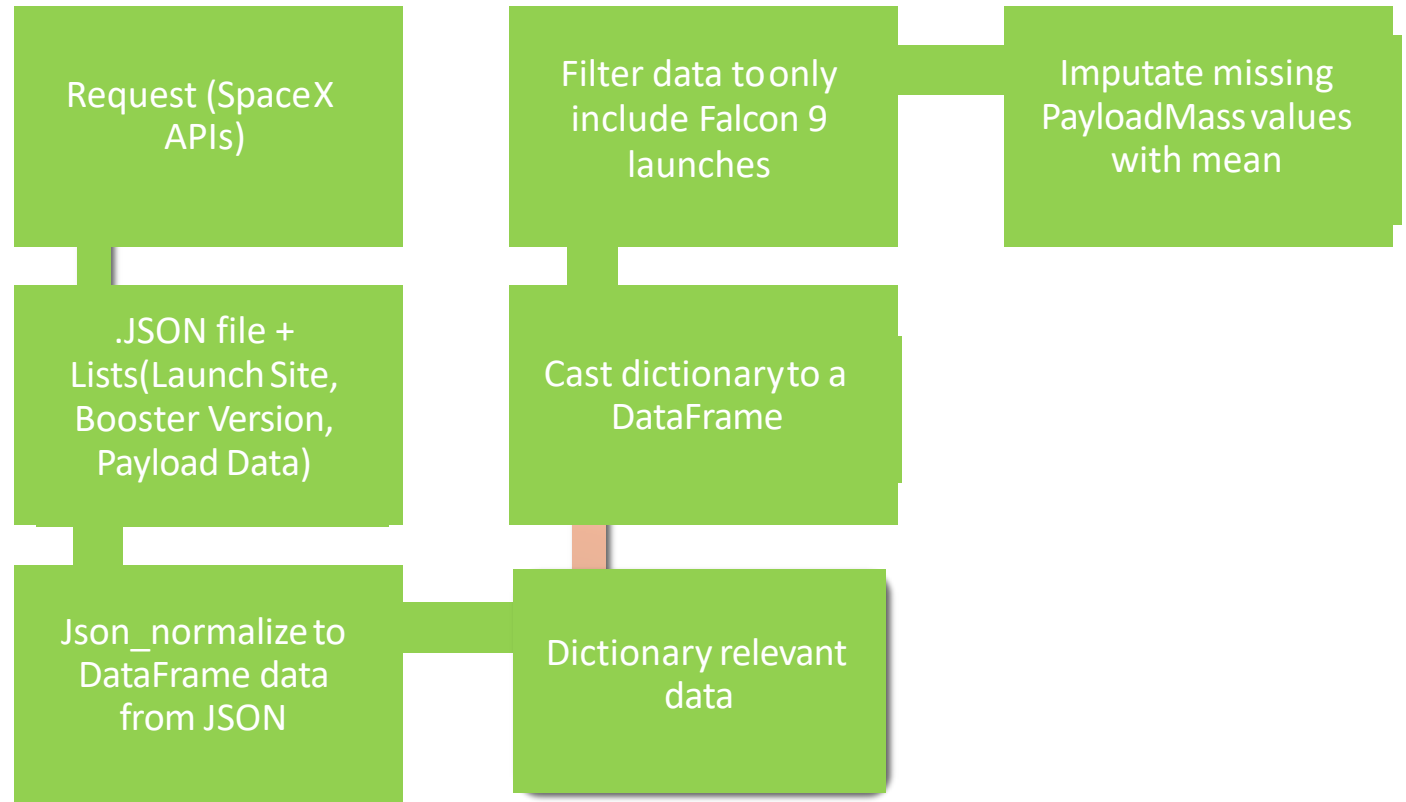 Request (SpaceX
APIs)
.JSON file +
Lists(Launch Site,
Booster Version,
Payload Data)
Json_normalize to
DataFrame data
from JSON
Dictionary relevant
data
Cast dictionary to a
DataFrame
Filter data to only
include Falcon 9
launches
Imputate missing
PayloadMass values
with mean